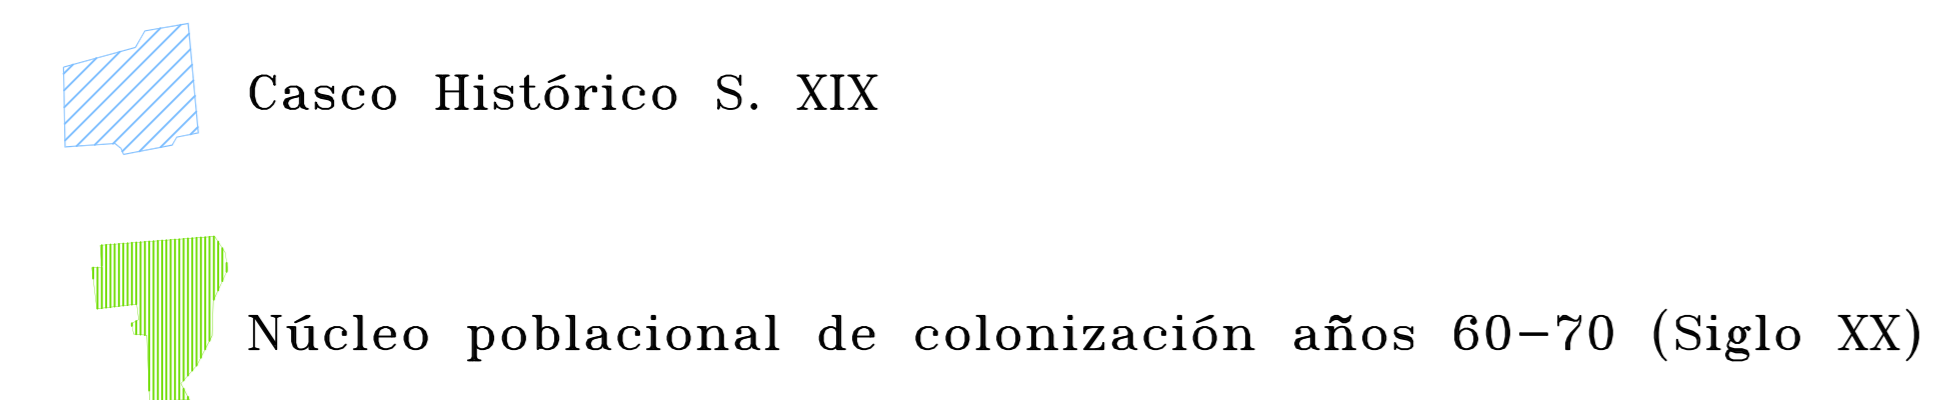 Casco Histórico S. XIX
Núcleo poblacional de colonización años 60-70 (Siglo XX)